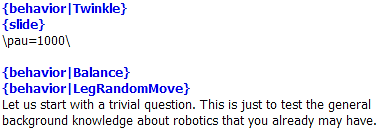 {behavior|Twinkle}
{slide}
\pau=1000\

{behavior|Balance}
{behavior|LegRandomMove}
Let us start with a trivial question. This is just to test the general
background knowledge about robotics that you already may have.